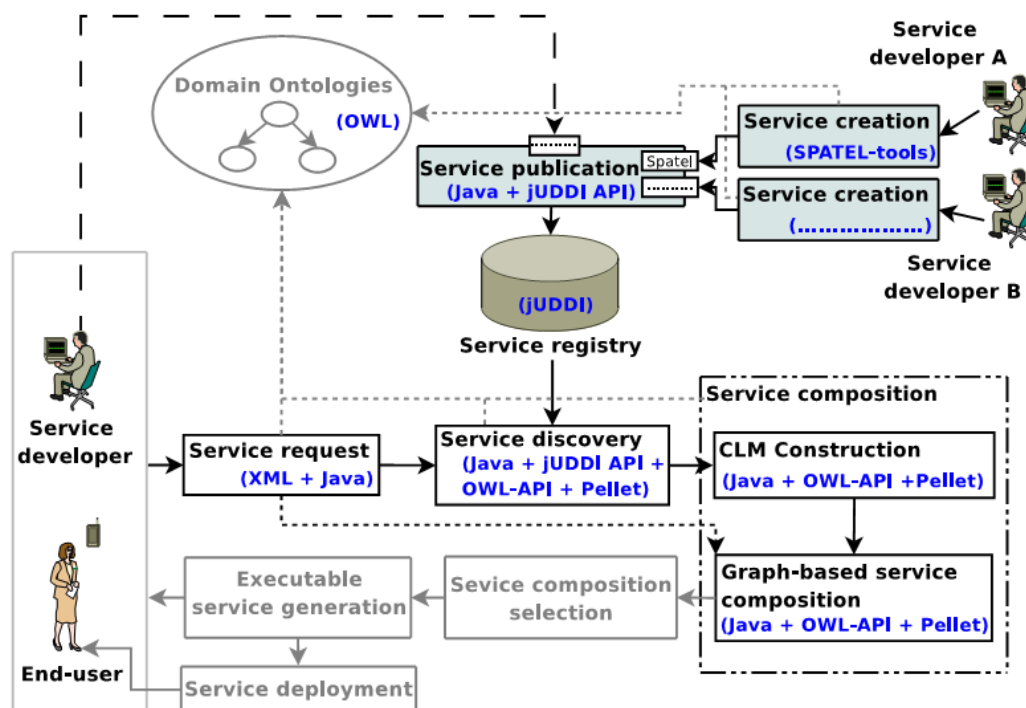 Service
developer A
Domain Ontologies
(OWL)
Service creation
(SPATEL-tools)
Spatel
Service publication
(Java + jUDDI API)
Service creation
(..................)
Service
developer B
(jUDDI)
Service registry
Service composition
Service
developer
Service request
(XML + Java)
Service discovery
(Java + jUDDI API +
OWL-API + Pellet)
CLM Construction
(Java + OWL-API +Pellet)
Graph-based service
composition
(Java + OWL-API + Pellet)
Sevice composition
selection
Executable
service generation
End-user
Service deployment